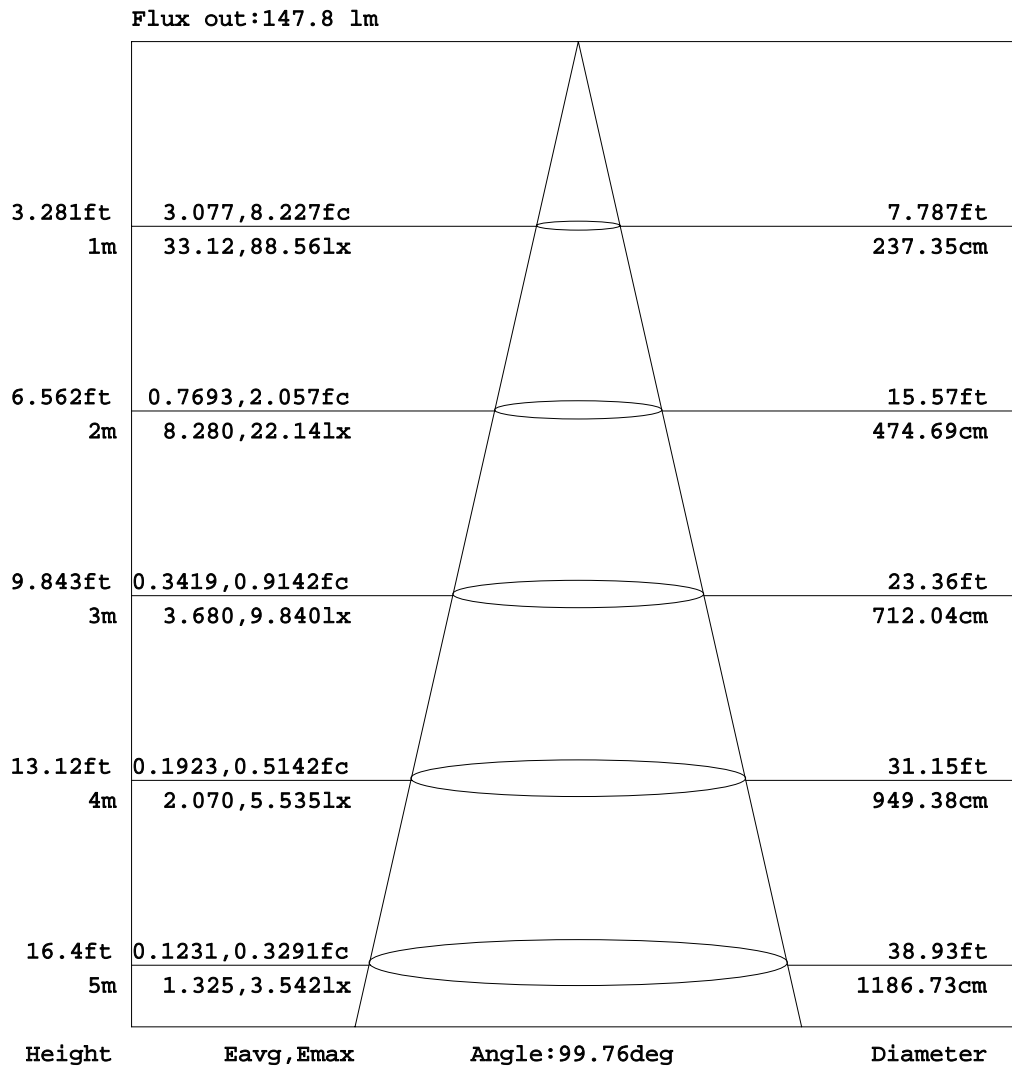 Flux out:147.8 lm
3.281ft 3.077,8.227fc 7.787ft
1m 33.12,88.56lx 237.35cm
6.562ft 0.7693,2.057fc 15.57ft
2m 8.280,22.14lx 474.69cm
9.843ft 0.3419,0.9142fc 23.36ft
3m 3.680,9.840lx 712.04cm
13.12ft 0.1923,0.5142fc 31.15ft
4m 2.070,5.535lx 949.38cm
16.4ft 0.1231,0.3291fc 38.93ft
5m 1.325,3.542lx 1186.73cm
Height Eavg,Emax Angle:99.76deg Diameter